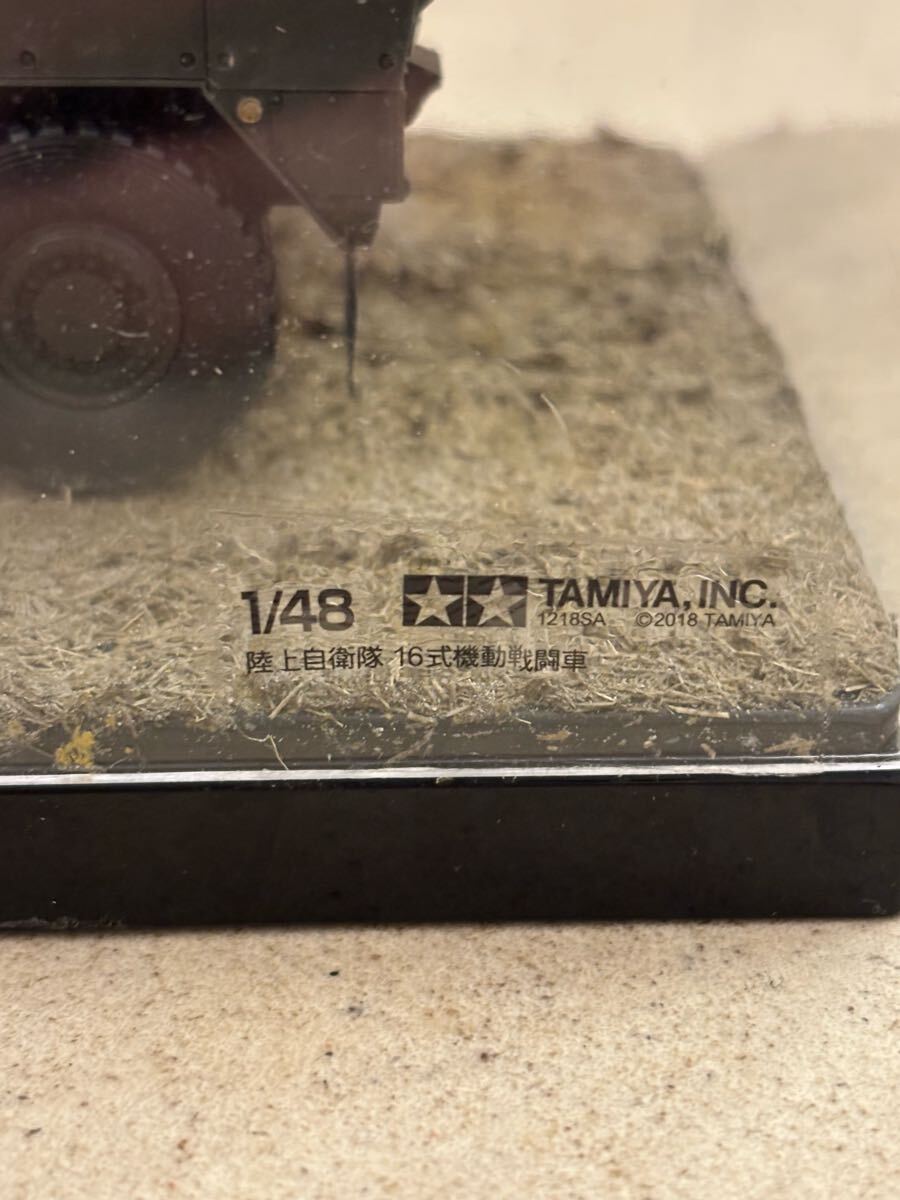 1/48 TAMIYA, INC.
1218SA ©2018 TAMIYA
陸上自衛隊 16式機動戦闘車